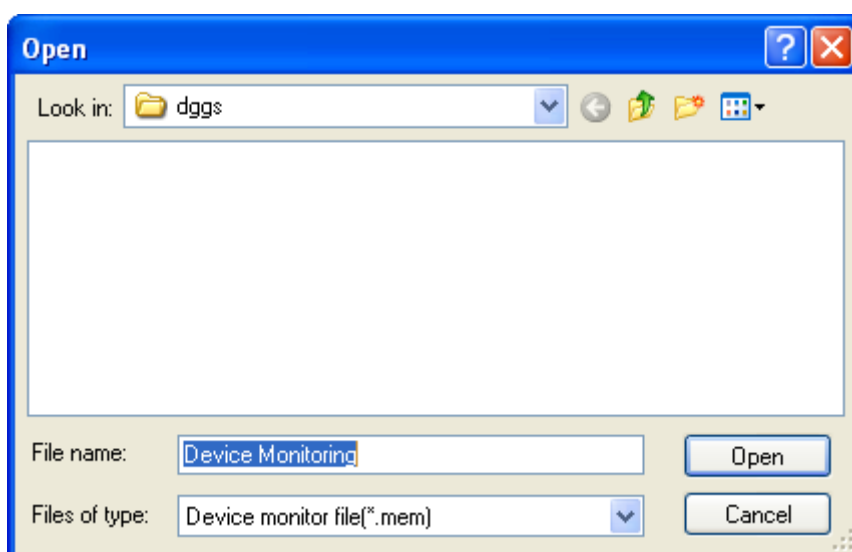 Open
Look in: dggs
File name: Device Monitoring Open
Files of type: Device monitor file(*.mem) Cancel